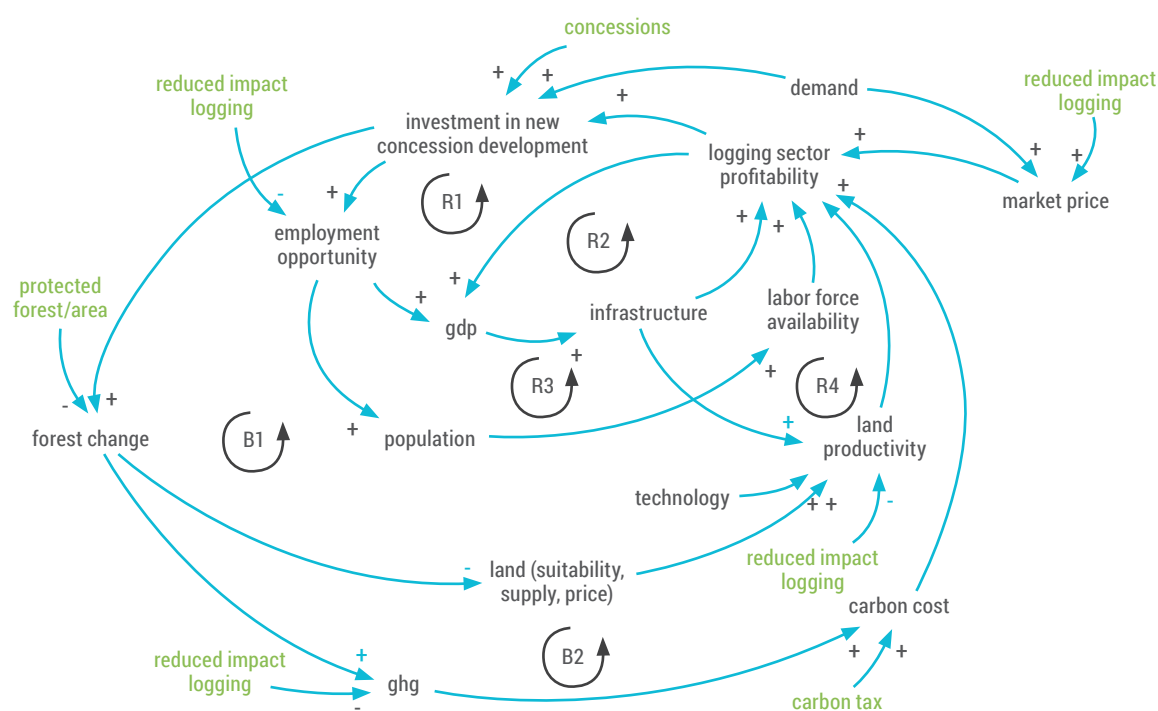 concessions
+
+
reduced impact
logging
demand
reduced impact
logging
+
investment in new
concession development
+
logging sector
profitability
+
+
+
R1
-
+
market price
employment
opportunity
+
+
R2
protected
forest/area
+
+
gdp
infrastructure
labor force
availability
+
R3
+
R4
-
+
forest change
B1
+
population
+
land
productivity
technology
+ +
-
-
land (suitability,
supply, price)
reduced impact
logging
carbon cost
B2
+
+
+
reduced impact
logging
ghg
-
carbon tax